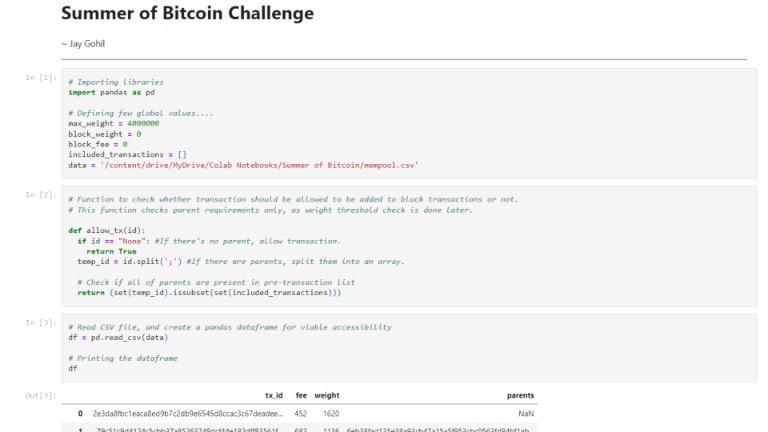 Summer of Bitcoin Challenge
~ Jay Gohil
In [1]:
# Importing libraries
import pandas as pd
# Defining few global values....
max_weight = 4000000
block_weight = 0
block_fee = 0
included_transactions = []
data = '/content/drive/MyDrive/Colab Notebooks/Summer of Bitcoin/mempool.csv'
In [2]:
# Function to check whether transaction should be allowed to be added to block transactions or not.
# This function checks parent requirements only, as weight threshold check is done later.
def allow_tx(id):
if id == "None": #If there's no parent, allow transaction.
return True
temp_id = id.split(';') #If there are parents, split them into an array.
# Check if all of parents are present in pre-transaction list
return (set(temp_id).issubset(set(included_transactions)))
In [3]:
# Read CSV file, and create a pandas dataframe for viable accessibility
df = pd.read_csv(data)
# Printing the dataframe
df
Out[3]:
tx_id fee weight parents
0 2e3da8fbc1eaca8ed9b7c2db9e6545d8ccac3c67deadee... 452 1620 NaN
1 682 1136